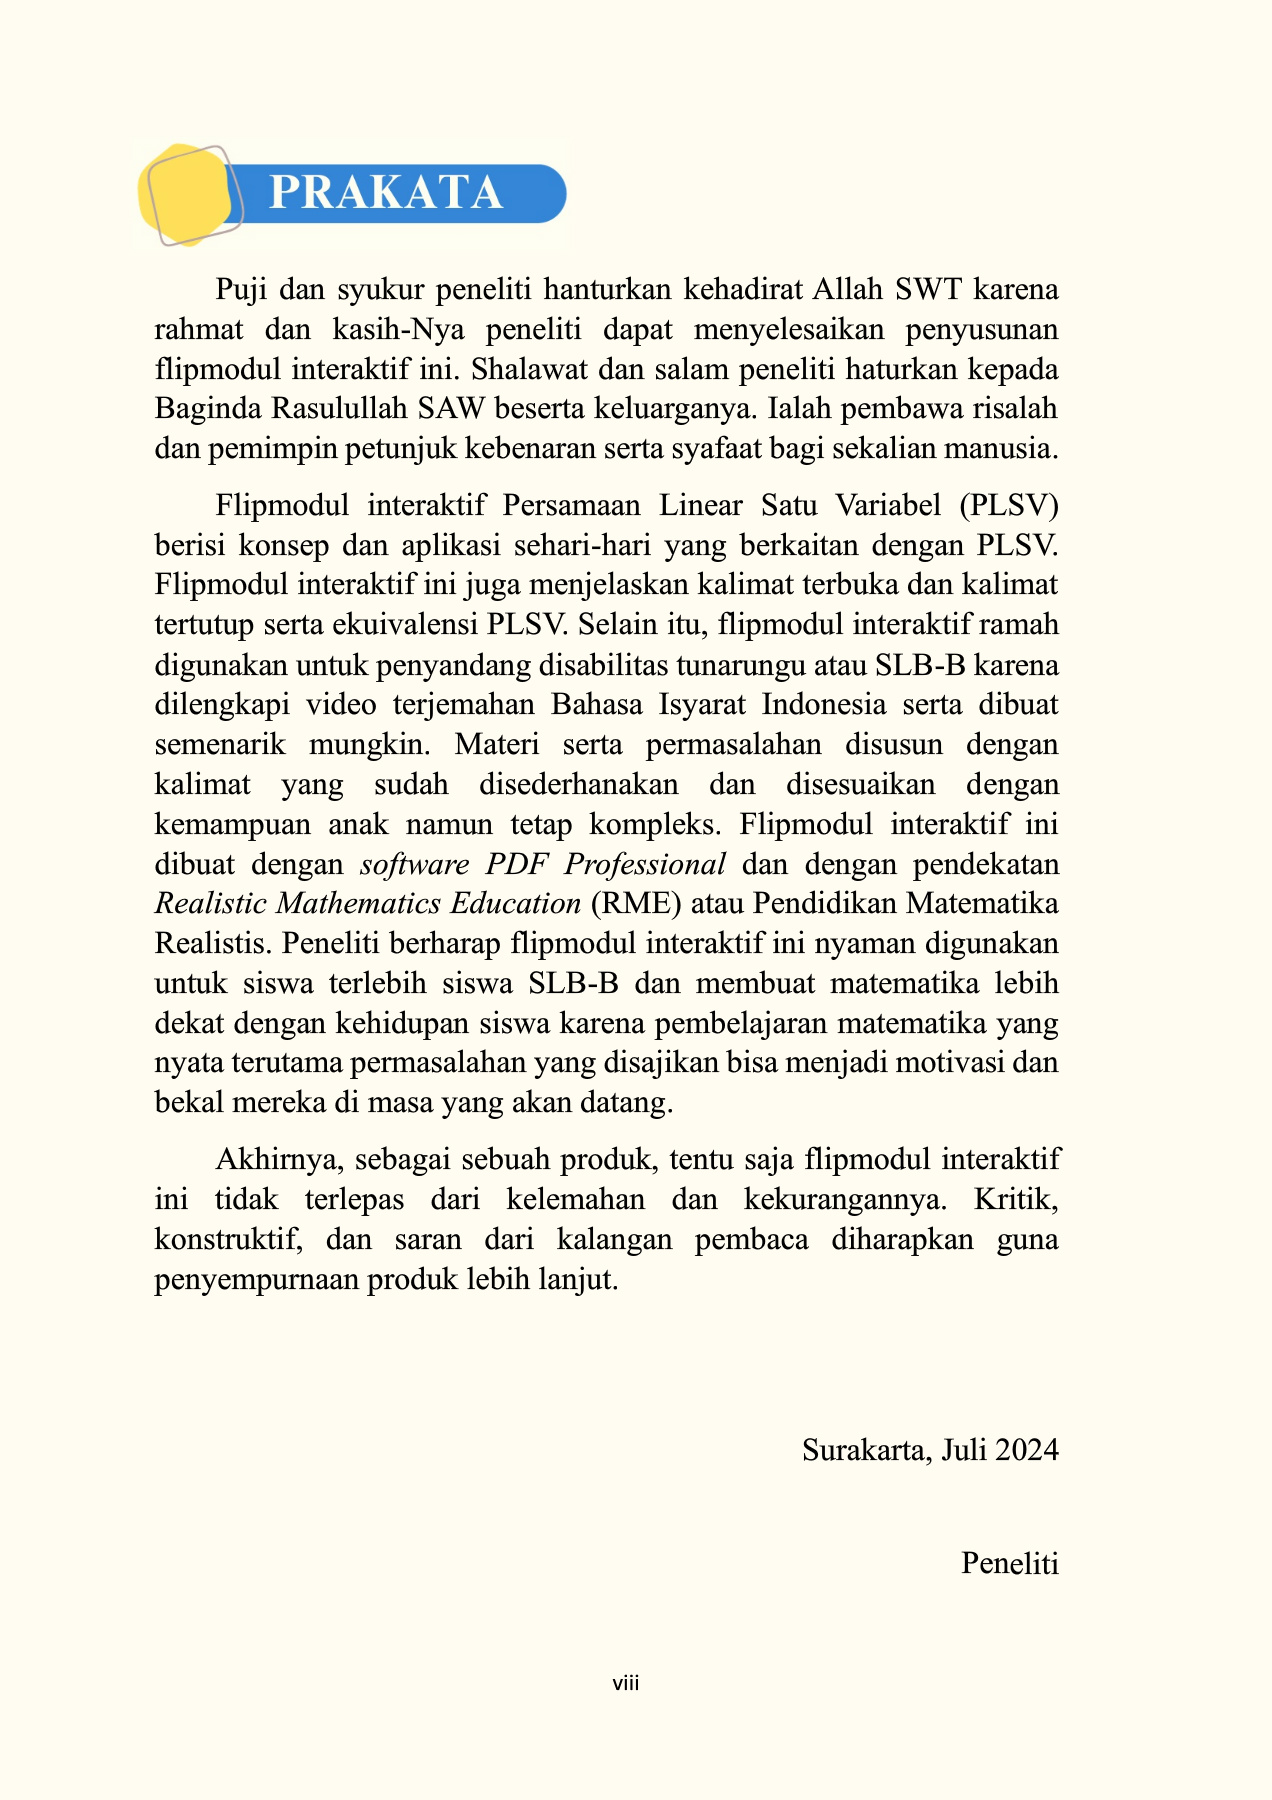 PRAKATA
Puji dan syukur peneliti hanturkan kehadirat Allah SWT karena
rahmat dan kasih-Nya peneliti dapat menyelesaikan penyusunan
flipmodul interaktif ini. Shalawat dan salam peneliti haturkan kepada
Baginda Rasulullah SAW beserta keluarganya. Ialah pembawa risalah
dan pemimpin petunjuk kebenaran serta syafaat bagi sekalian manusia.
Flipmodul interaktif Persamaan Linear Satu Variabel (PLSV)
berisi konsep dan aplikasi sehari-hari yang berkaitan dengan PLSV.
Flipmodul interaktif ini juga menjelaskan kalimat terbuka dan kalimat
tertutup serta ekuivalensi PLSV. Selain itu, flipmodul interaktif ramah
digunakan untuk penyandang disabilitas tunarungu atau SLB-B karena
dilengkapi video terjemahan Bahasa Isyarat Indonesia serta dibuat
semenarik mungkin. Materi serta permasalahan disusun dengan
kalimat yang sudah disederhanakan dan disesuaikan dengan
kemampuan anak namun tetap kompleks. Flipmodul interaktif ini
dibuat dengan software PDF Professional dan dengan pendekatan
Realistic Mathematics Education (RME) atau Pendidikan Matematika
Realistis. Peneliti berharap flipmodul interaktif ini nyaman digunakan
untuk siswa terlebih siswa SLB-B dan membuat matematika lebih
dekat dengan kehidupan siswa karena pembelajaran matematika yang
nyata terutama permasalahan yang disajikan bisa menjadi motivasi dan
bekal mereka di masa yang akan datang.
Akhirnya, sebagai sebuah produk, tentu saja flipmodul interaktif
ini tidak terlepas dari kelemahan dan kekurangannya. Kritik,
konstruktif, dan saran dari kalangan pembaca diharapkan guna
penyempurnaan produk lebih lanjut.
Surakarta, Juli 2024
Peneliti
viii